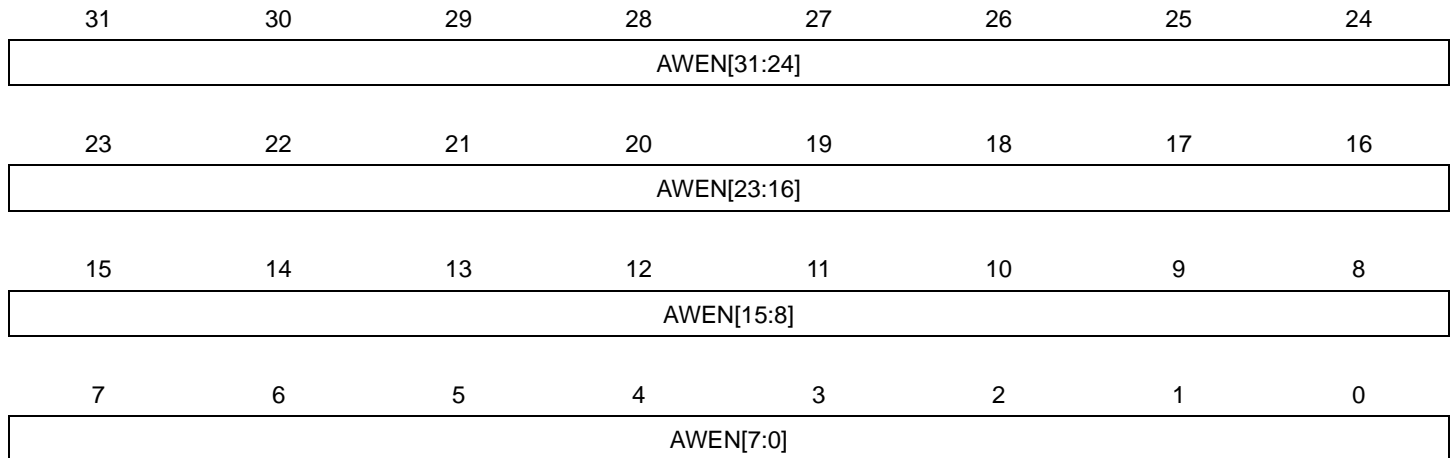 31 30 29 28 27 26 25 24
AWEN[31:24]
23 22 21 20 19 18 17 16
AWEN[23:16]
15 14 13 12 11 10 9 8
AWEN[15:8]
7 6 5 4 3 2 1 0
AWEN[7:0]